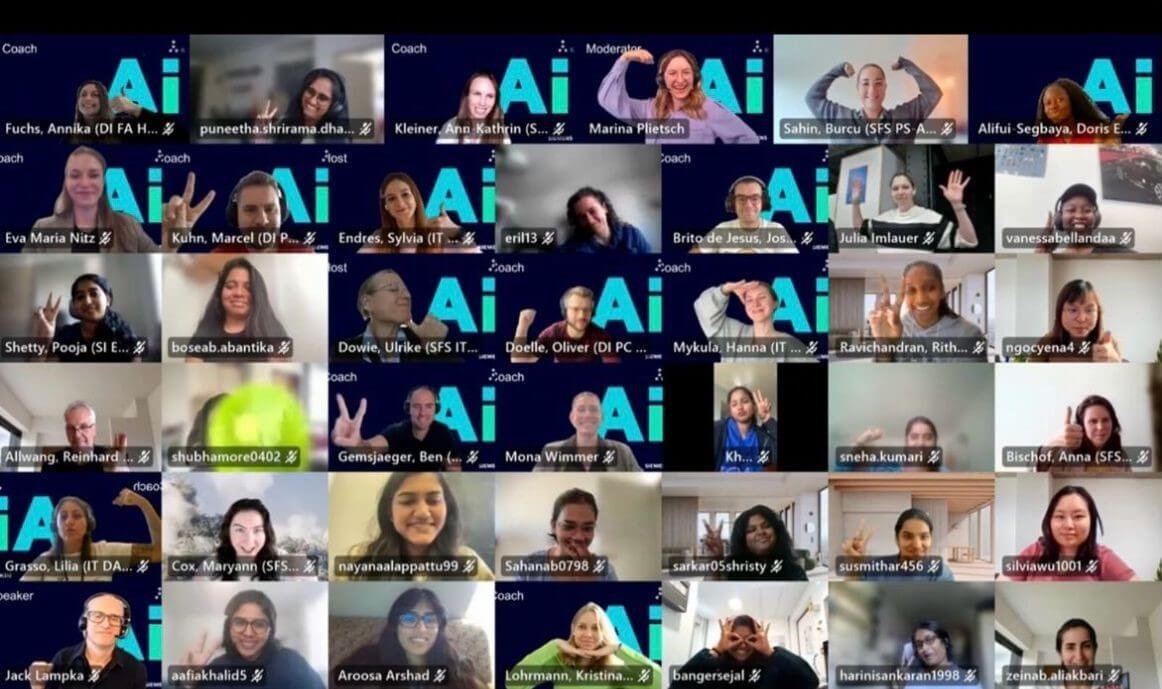 Coach
Ai
Fuchs, Annika (DI FA H...
puneetha.shrirama.dha...
Coach
Ai
Kleiner, Ann-Kathrin (S...
Moderator
Ai
Marina Plietsch
Sahin, Burcu (SFS PS-A...
Ai
Alifui-Segbaya, Doris E...
oach
Ai
Eva Maria Nitz
Coach
Ai
Kuhn, Marcel (DI P...
Host
Ai
Endres, Sylvia (IT ...
eril13
Coach
Ai
Brito de Jesus, Jos...
Julia Imlauer
vanessabellandaa
Shetty, Pooja (SI E...
boseab.abantika
Host
Ai
Dowie, Ulrike (SFS IT...
Coach
Ai
Doelle, Oliver (DI PC ...
Coach
Ai
Mykula, Hanna (IT ...
Ravichandran, Rith...
ngocyena4
Allwang, Reinhard ...
shubhamore0402
Coach
Ai
Gemsjaeger, Ben (...
Coach
Ai
Mona Wimmer
Kh...
sneha.kumari
Bischof, Anna (SFS...
Ai
Coach
Grasso, Lilia (IT DA...
Cox, Maryann (SFS...
nayanaalappattu99
Sahanab0798
sarkar05shristy
susmithar456
silviawu1001
peaker
Ai
Jack Lampka
aafiakhalid5
Aroosa Arshad
Coach
Ai
Lohrmann, Kristina...
bangersejal
harinisankaran1998
zeinab.aliakbari